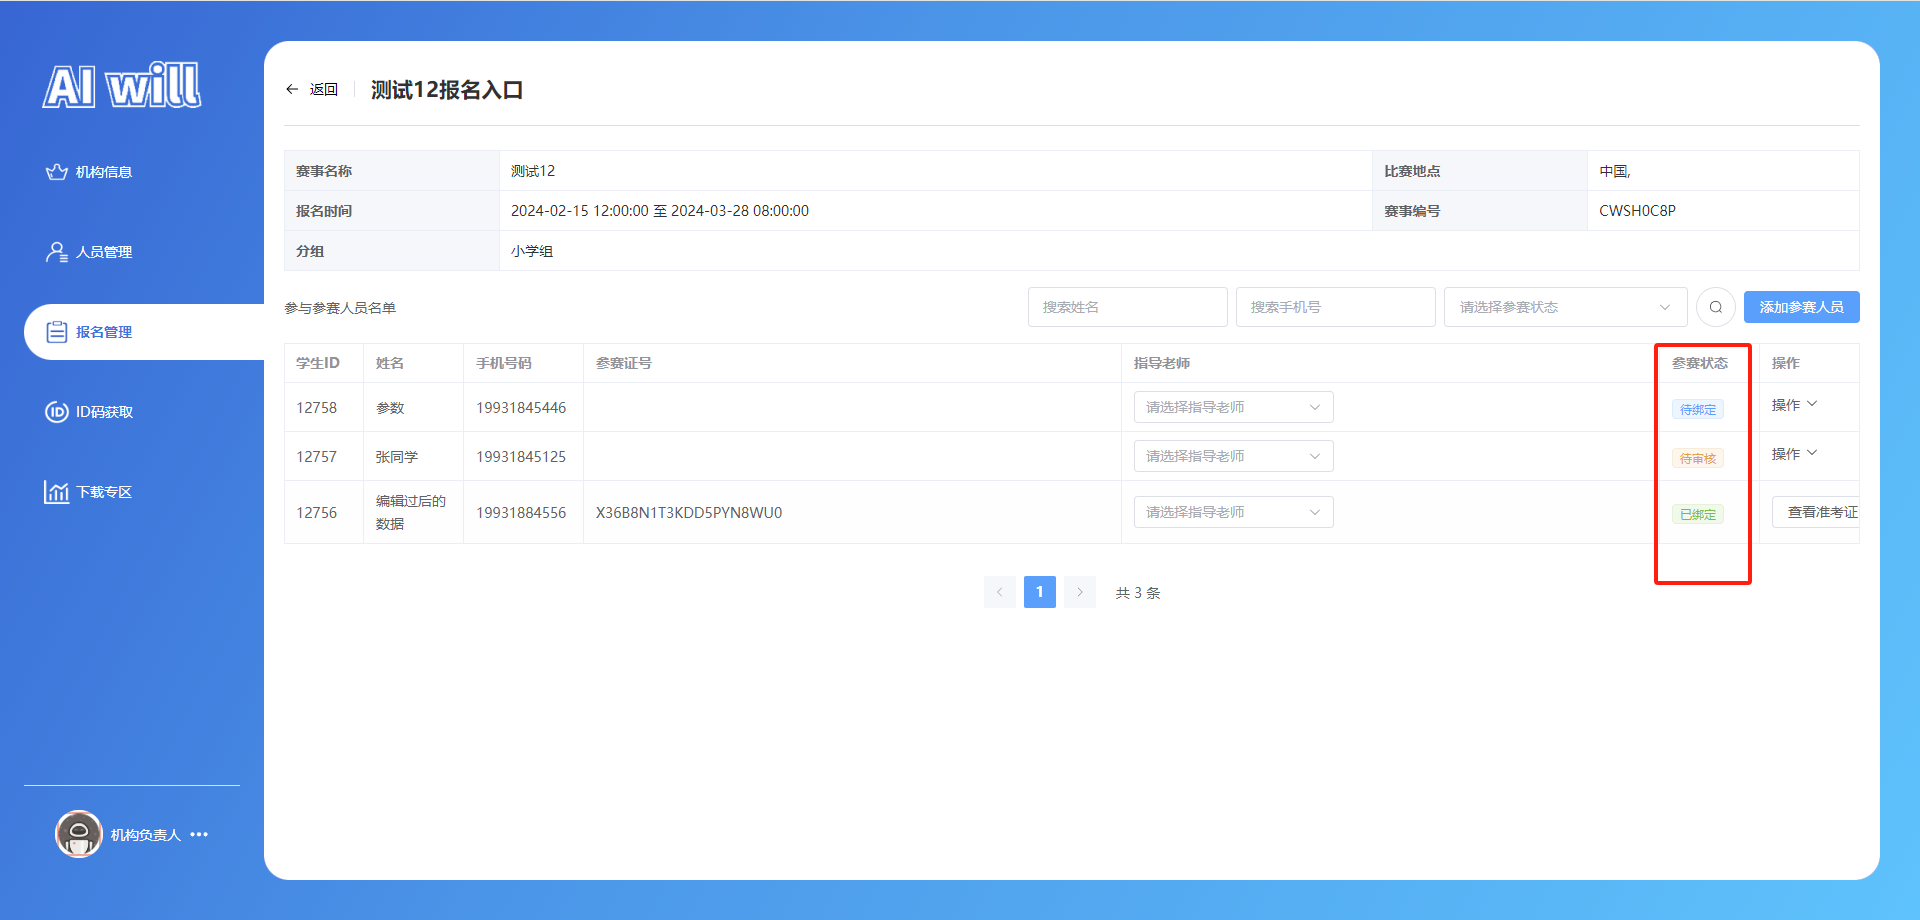 AI will
机构信息
人员管理
报名管理
ID码获取
下载专区
机构负责人
返回
测试12报名入口
赛事名称 测试12 比赛地点 中国,
报名时间 2024-02-15 12:00:00 至 2024-03-28 08:00:00 赛事编号 CWSH0C8P
分组 小学组
参与参赛人员名单 搜索姓名 搜索手机号 请选择参赛状态 添加参赛人员
学生ID 姓名 手机号码 参赛证号 指导老师 参赛状态 操作
12758 参数 19931845446 请选择指导老师 待绑定 操作
12757 张同学 19931845125 请选择指导老师 待审核 操作
12756 编辑过后的 19931884556 X36B8N1T3KDD5PYN8WU0 请选择指导老师 已绑定 查看准考证
数据
1 共 3 条